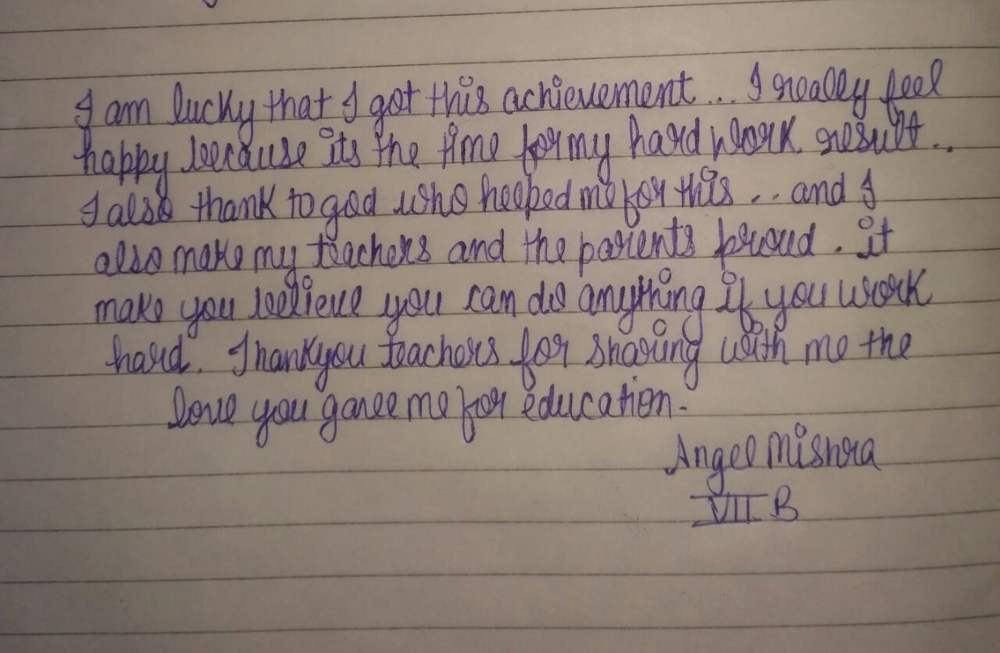 I am lucky that I got this achievement... I really feel
happy because its the time for my hard work result..
I also thank to god who helped me for this .. and I
also make my teachers and the parents proud. it
make you believe you can do anything if you work
hard. Thankyou teachers for sharing with me the
love you gave me for education.
Angel Mishra
VII B